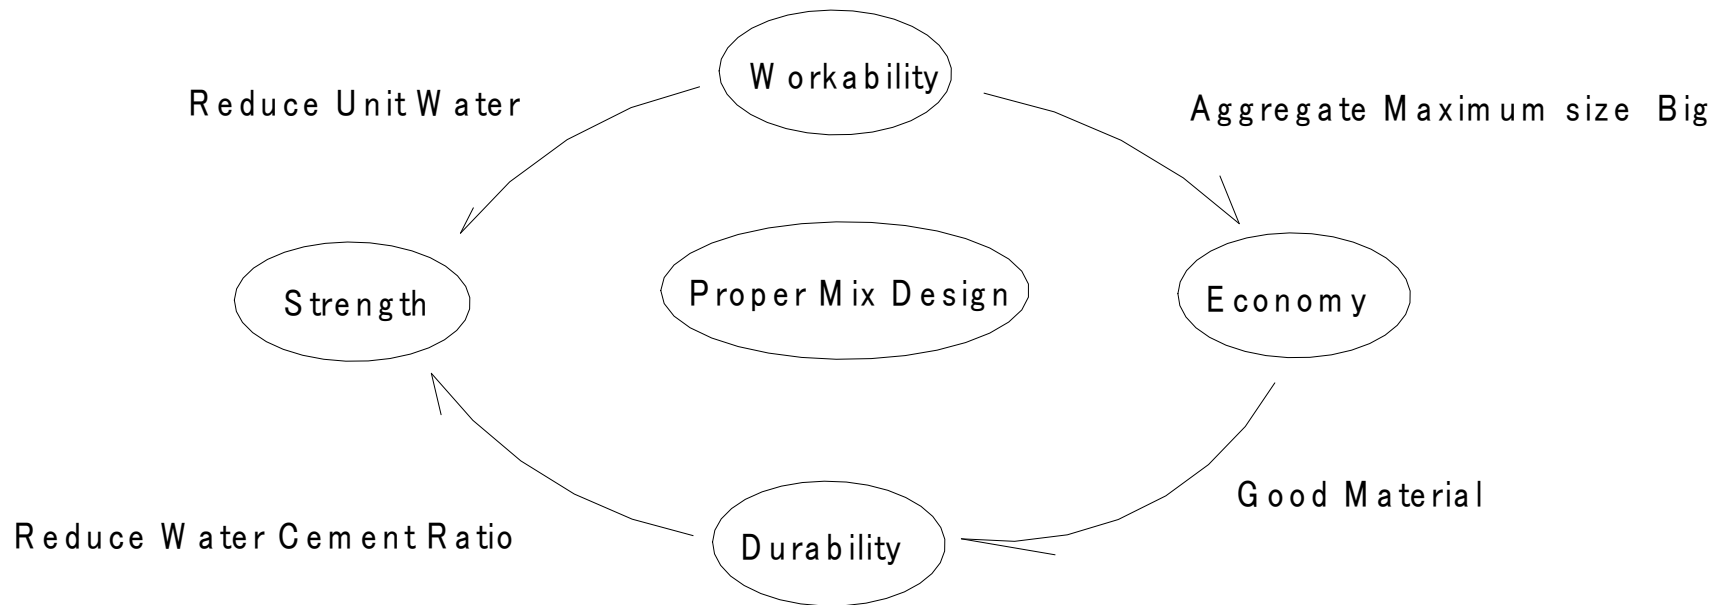 Workability
Reduce Unit Water
Aggregate Maximum size Big
Strength
Proper Mix Design
Economy
Good Material
Reduce Water Cement Ratio
Durability